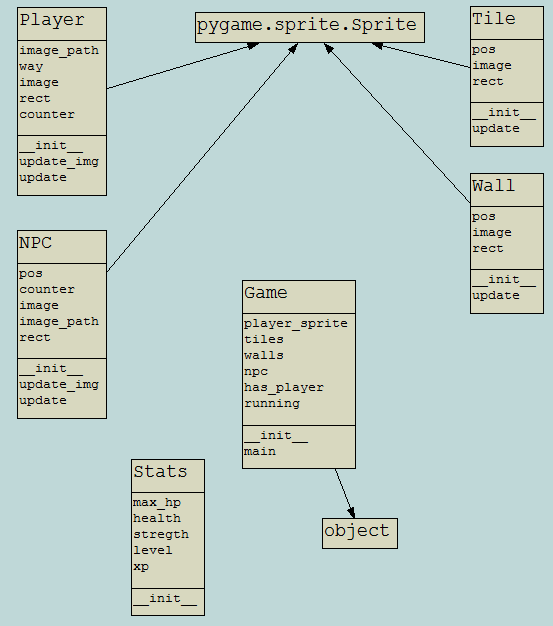 Player
image_path
way
image
rect
counter
__init__
update_img
update
pygame.sprite.Sprite
Tile
pos
image
rect
__init__
update
Wall
pos
image
rect
__init__
update
NPC
pos
counter
image
image_path
rect
__init__
update_img
update
Game
player_sprite
tiles
walls
npc
has_player
running
__init__
main
Stats
max_hp
health
stregth
level
xp
__init__
object